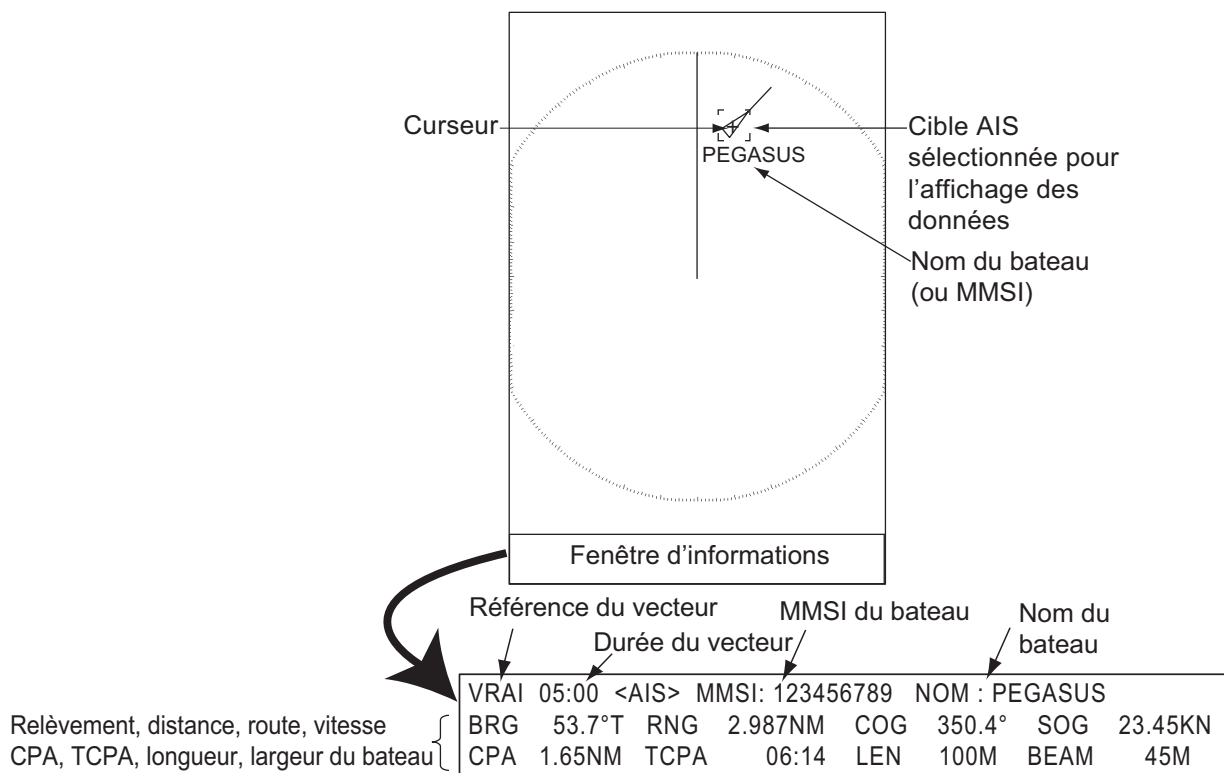 Curseur
PEGASUS
Cible AIS
sélectionnée pour
l’affichage des
données
Nom du bateau
(ou MMSI)
Fenêtre d’informations
Référence du vecteur
MMSI du bateau
Nom du
bateau
Durée du vecteur
VRAI 05:00 <AIS> MMSI: 123456789 NOM : PEGASUS
Relèvement, distance, route, vitesse
BRG 53.7°T RNG 2.987NM COG 350.4° SOG 23.45KN
CPA, TCPA, longueur, largeur du bateau
CPA 1.65NM TCPA 06:14 LEN 100M BEAM 45M